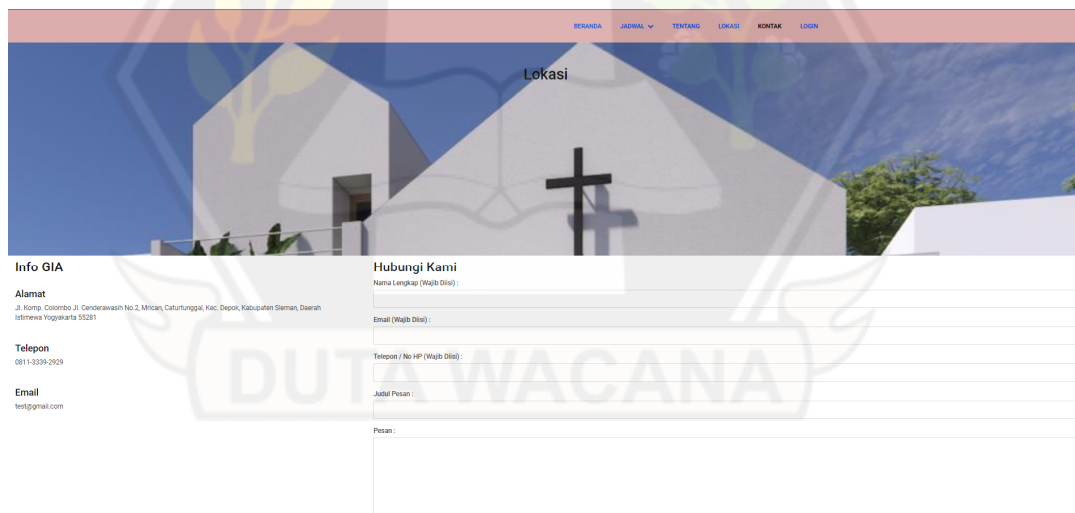 BERANDA JADWAL TENTANG LOKASI KONTAK LOGIN
Lokasi
Info GIA
Alamat
Jl. Komp. Colombo Jl. Cenderawasih No.2, Mrican, Caturtunggal, Kec. Depok, Kabupaten Sleman, Daerah
Istimewa Yogyakarta 55281
Telepon
0811-3339-2929
Email
test@gmail.com
Hubungi Kami
Nama Lengkap (Wajib Diisi) :
Email (Wajib Diisi) :
Telepon / No HP (Wajib Diisi) :
Judul Pesan :
Pesan :
DUTA WACANA